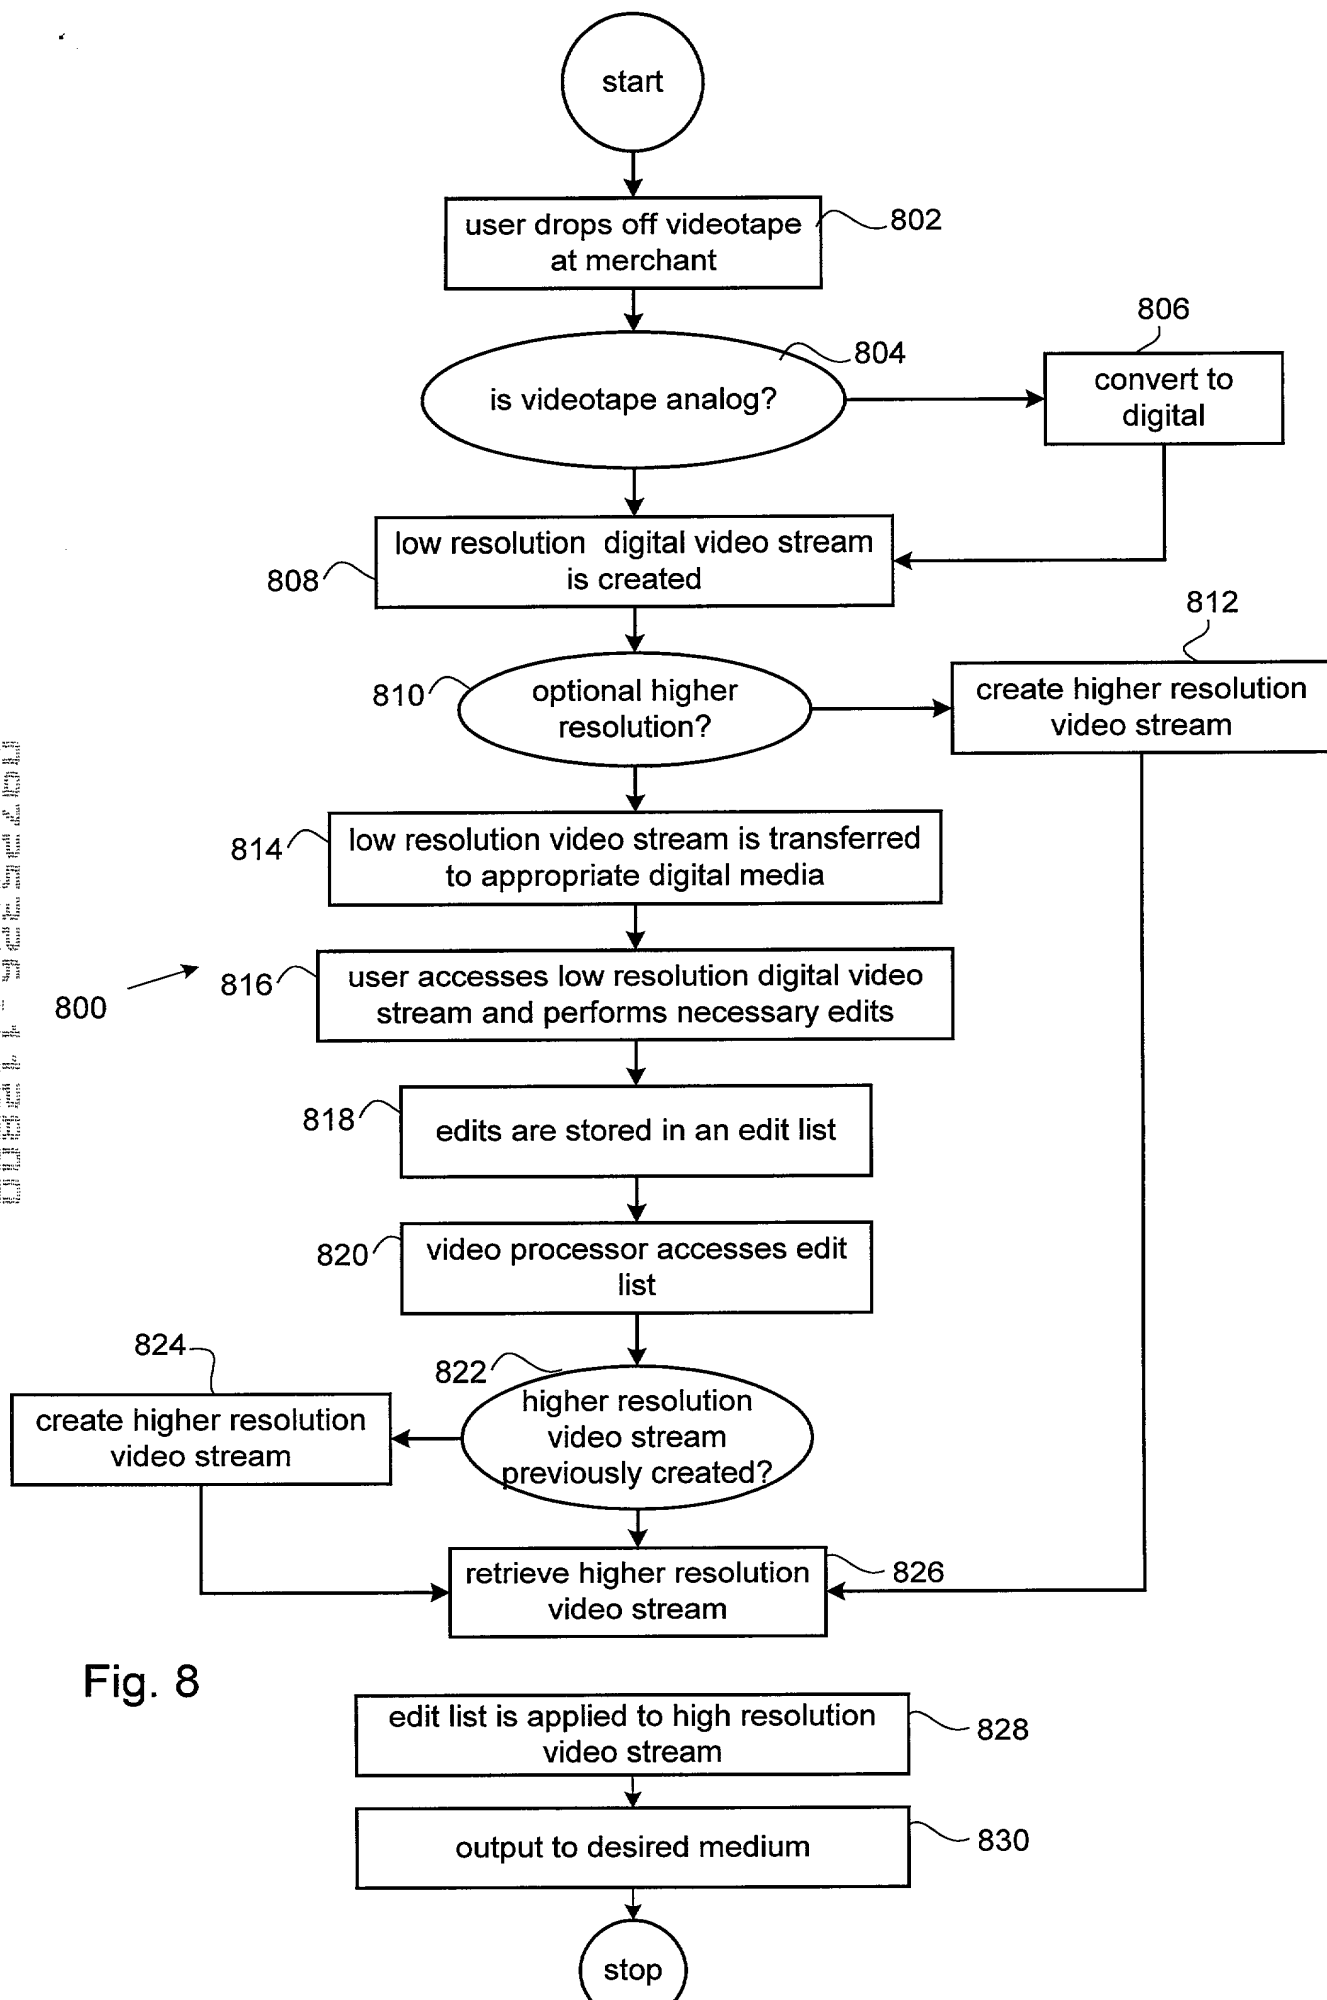 start
user drops off videotape
at merchant
802
804
is videotape analog?
806
convert to
digital
low resolution digital video stream
is created
808
810
optional higher
resolution?
812
create higher resolution
video stream
814
low resolution video stream is transferred
to appropriate digital media
800
816
user accesses low resolution digital video
stream and performs necessary edits
818
edits are stored in an edit list
820
video processor accesses edit
list
822
higher resolution
video stream
previously created?
824
create higher resolution
video stream
retrieve higher resolution
video stream
826
Fig. 8
edit list is applied to high resolution
video stream
828
output to desired medium
830
stop